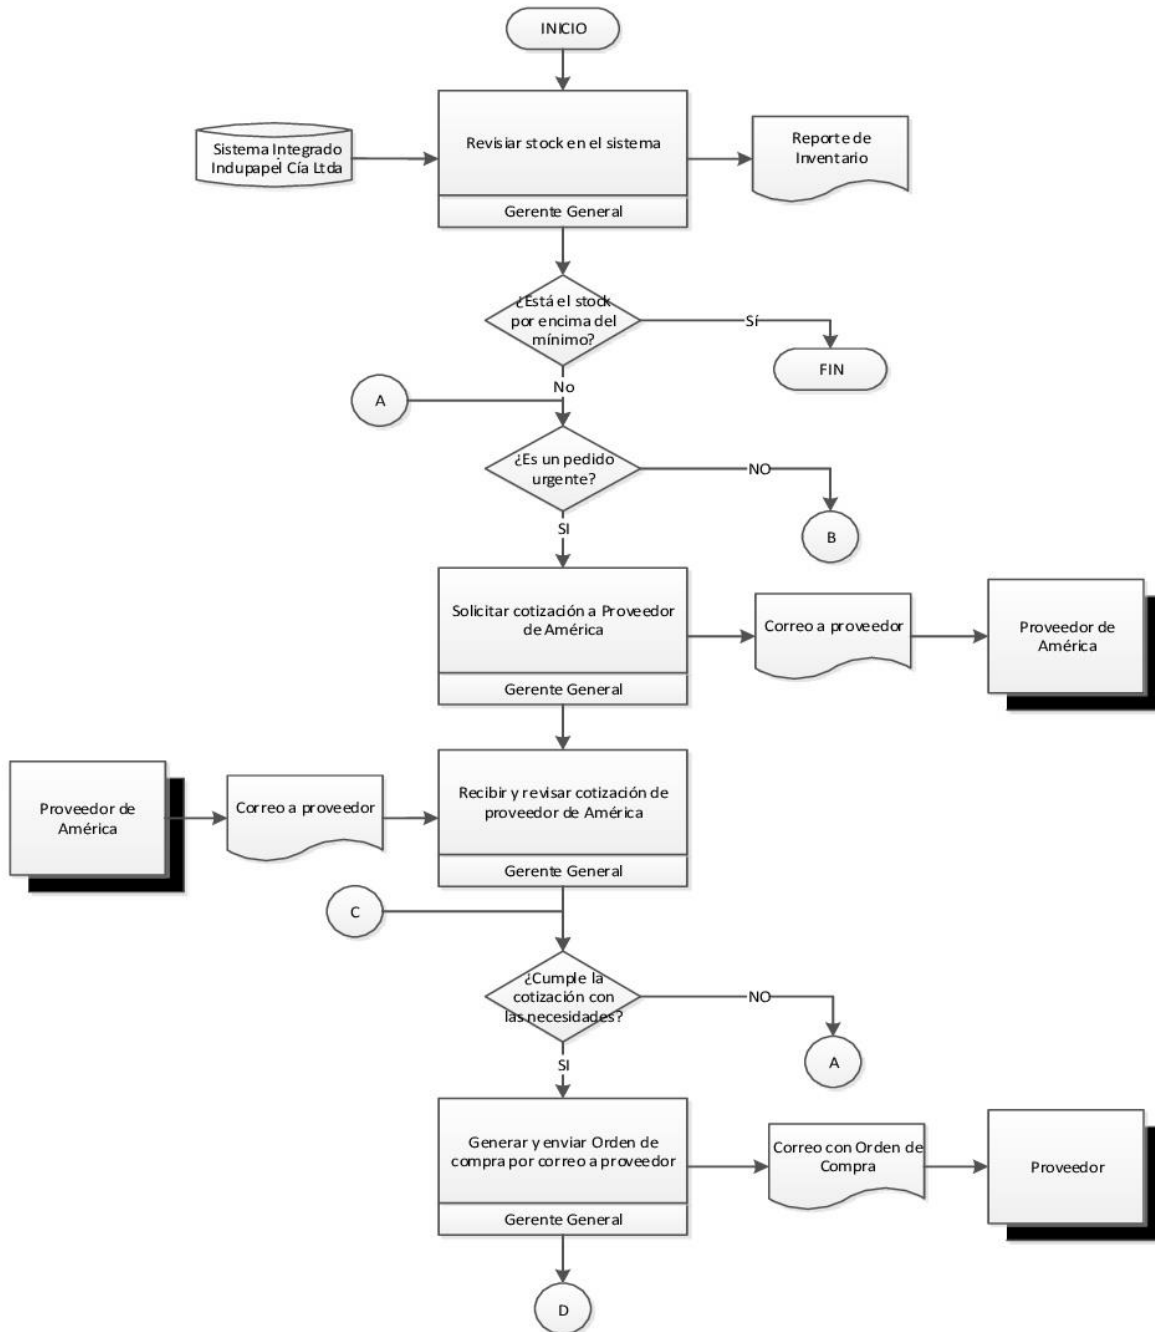 INICIO
Sistema Integrado
Indupapel Cía Ltda
Revisiar stock en el sistema
Gerente General
Reporte de
Inventario
¿Está el stock
por encima del
mínimo?
Sí
FIN
No
A
¿Es un pedido
urgente?
NO
B
SI
Solicitar cotización a Proveedor
de América
Gerente General
Correo a proveedor
Proveedor de
América
Proveedor de
América
Correo a proveedor
Recibir y revisar cotización de
proveedor de América
Gerente General
C
¿Cumple la
cotización con
las necesidades?
NO
A
SI
Generar y enviar Orden de
compra por correo a proveedor
Gerente General
Correo con Orden de
Compra
Proveedor
D